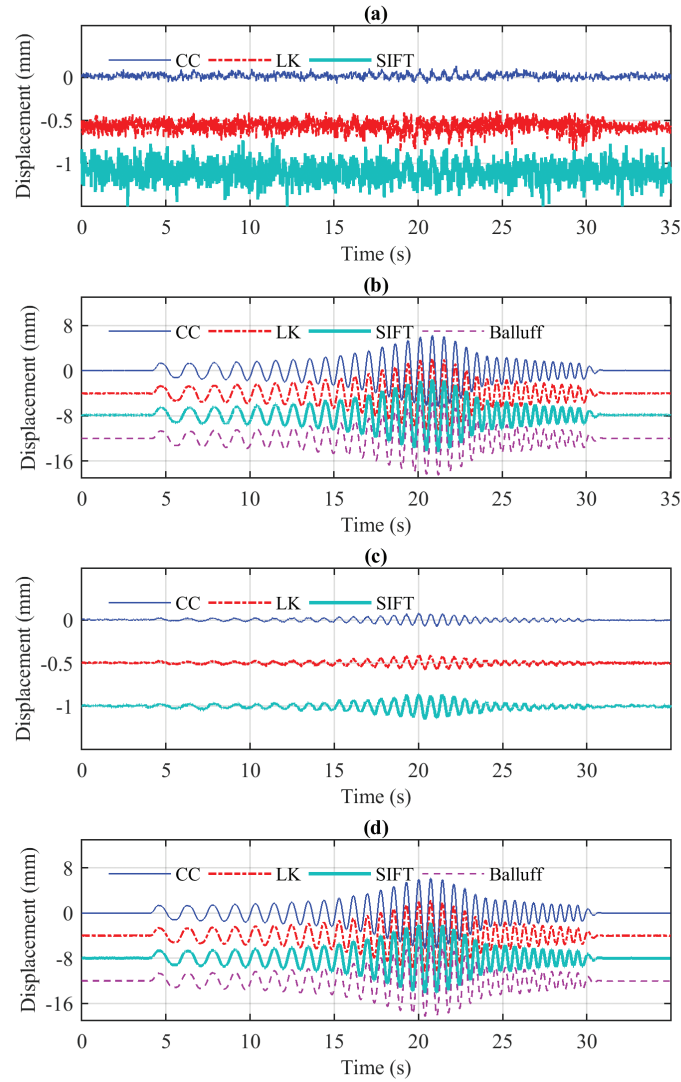 (a)
CC LK SIFT
Displacement (mm)
0
-0.5
-1
0 5 10 15 20 25 30 35
Time (s)
(b)
CC LK SIFT Balluff
Displacement (mm)
8
0
-8
-16
0 5 10 15 20 25 30 35
Time (s)
(c)
CC LK SIFT
Displacement (mm)
0
-0.5
-1
0 5 10 15 20 25 30
Time (s)
(d)
CC LK SIFT Balluff
Displacement (mm)
8
0
-8
-16
0 5 10 15 20 25 30
Time (s)